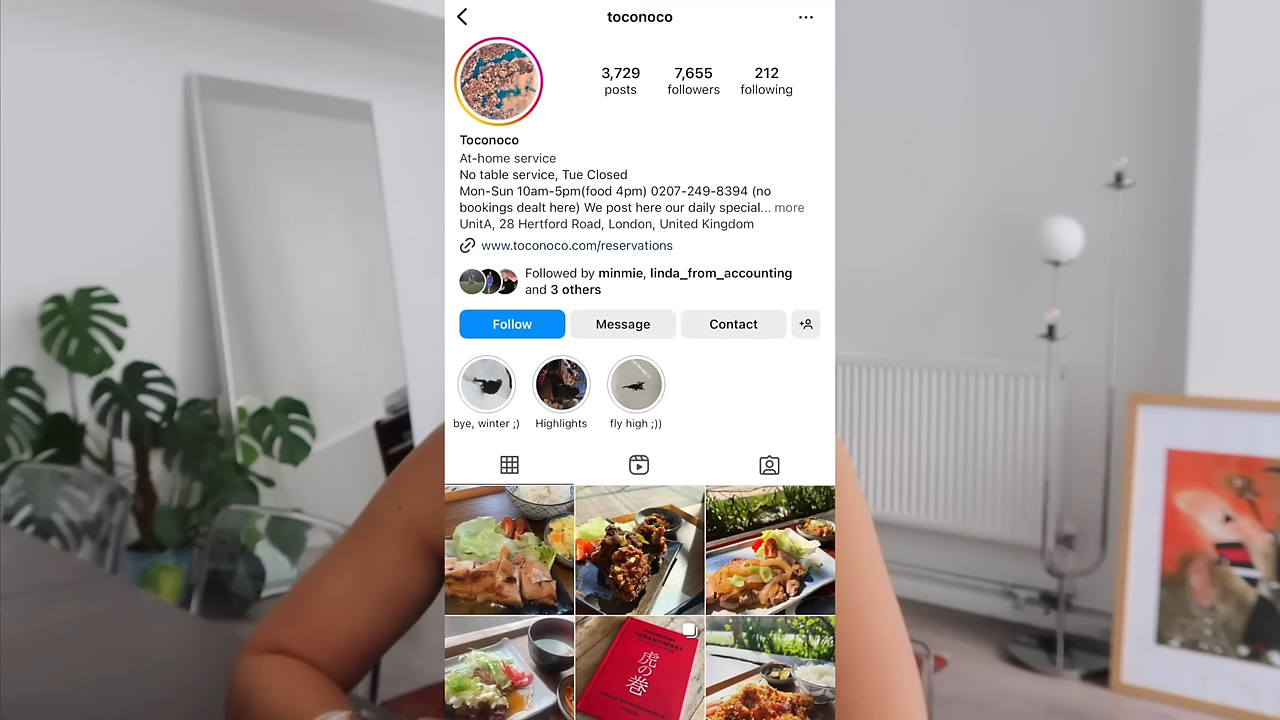 toconoco
3,729 7,655 212
posts followers following
Toconoco
At-home service
No table service, Tue Closed
Mon-Sun 10am-5pm(food 4pm) 0207-249-8394 (no
bookings dealt here) We post here our daily special... more
UnitA, 28 Hertford Road, London, United Kingdom
www.toconoco.com/reservations
Followed by minmie, linda_from_accounting
and 3 others
Follow Message Contact
bye, winter ;) Highlights fly high ;))
TORANOMAKI
虎の巻